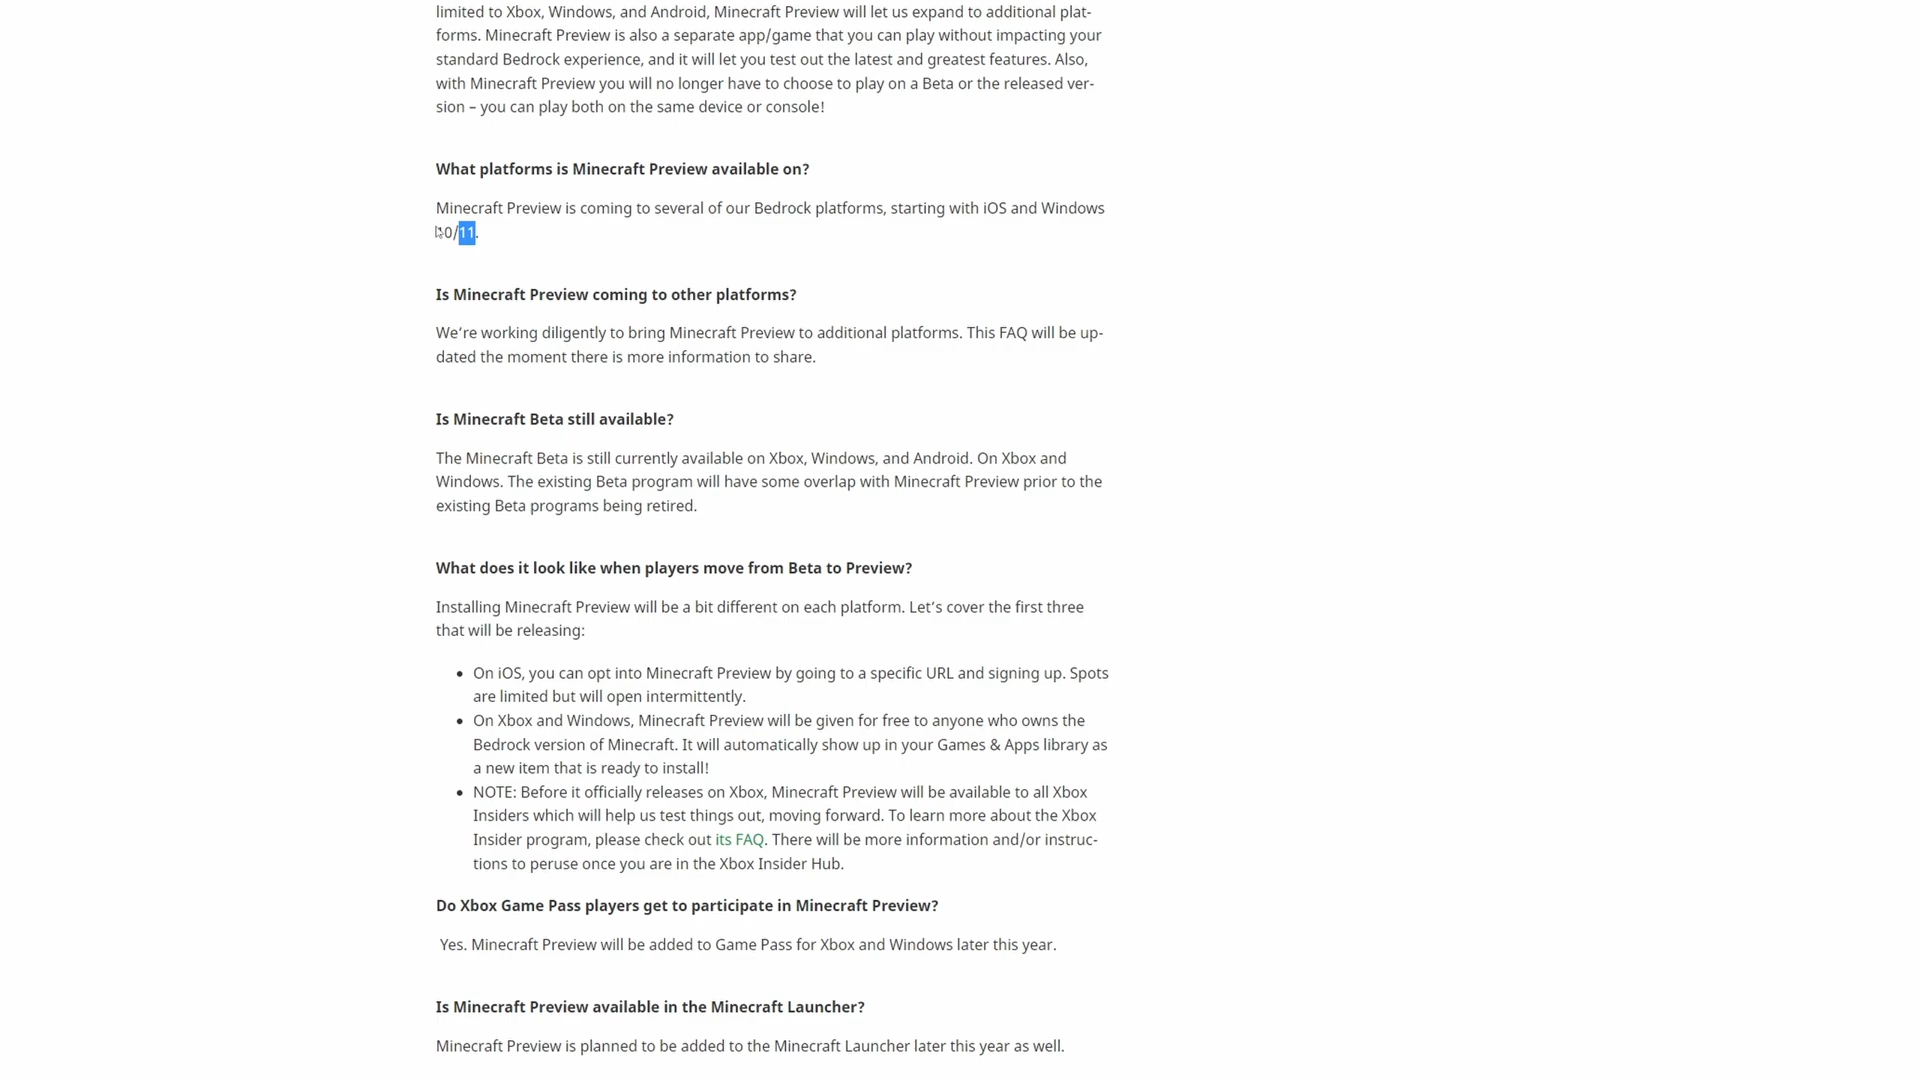 limited to Xbox, Windows, and Android, Minecraft Preview will let us expand to additional plat-
forms. Minecraft Preview is also a separate app/game that you can play without impacting your
standard Bedrock experience, and it will let you test out the latest and greatest features. Also,
with Minecraft Preview you will no longer have to choose to play on a Beta or the released ver-
sion – you can play both on the same device or console!
What platforms is Minecraft Preview available on?
Minecraft Preview is coming to several of our Bedrock platforms, starting with iOS and Windows
10/11.
Is Minecraft Preview coming to other platforms?
We’re working diligently to bring Minecraft Preview to additional platforms. This FAQ will be up-
dated the moment there is more information to share.
Is Minecraft Beta still available?
The Minecraft Beta is still currently available on Xbox, Windows, and Android. On Xbox and
Windows. The existing Beta program will have some overlap with Minecraft Preview prior to the
existing Beta programs being retired.
What does it look like when players move from Beta to Preview?
Installing Minecraft Preview will be a bit different on each platform. Let’s cover the first three
that will be releasing:
• On iOS, you can opt into Minecraft Preview by going to a specific URL and signing up. Spots
are limited but will open intermittently.
• On Xbox and Windows, Minecraft Preview will be given for free to anyone who owns the
Bedrock version of Minecraft. It will automatically show up in your Games & Apps library as
a new item that is ready to install!
• NOTE: Before it officially releases on Xbox, Minecraft Preview will be available to all Xbox
Insiders which will help us test things out, moving forward. To learn more about the Xbox
Insider program, please check out its FAQ. There will be more information and/or instruc-
tions to peruse once you are in the Xbox Insider Hub.
Do Xbox Game Pass players get to participate in Minecraft Preview?
Yes. Minecraft Preview will be added to Game Pass for Xbox and Windows later this year.
Is Minecraft Preview available in the Minecraft Launcher?
Minecraft Preview is planned to be added to the Minecraft Launcher later this year as well.